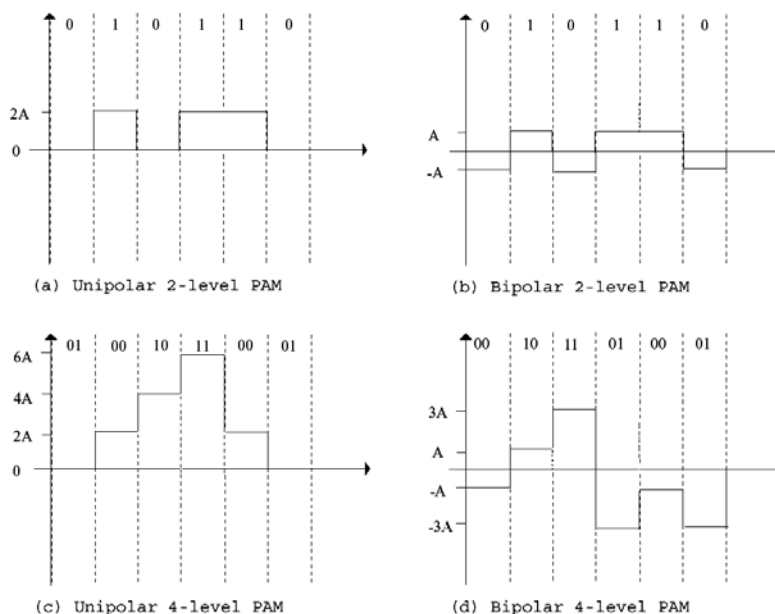 0 1 0 1 1 0
2A
0
(a) Unipolar 2-level PAM
0 1 0 1 1 0
A
-A
(b) Bipolar 2-level PAM
01 00 10 11 00 01
6A
4A
2A
0
(c) Unipolar 4-level PAM
00 10 11 01 00 01
3A
A
-A
-3A
(d) Bipolar 4-level PAM